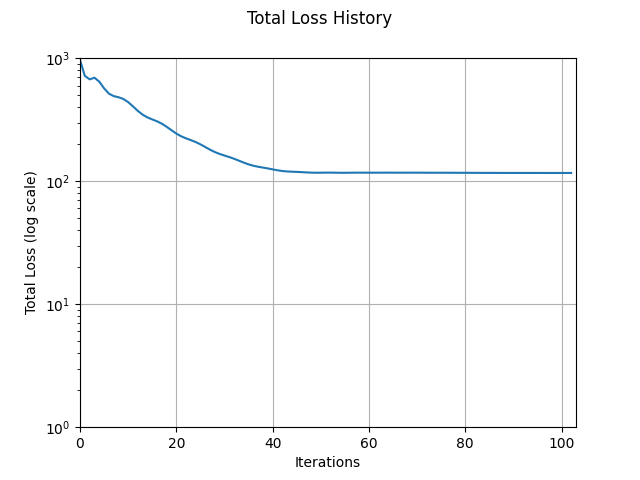 Total Loss History
10³
10²
10¹
10⁰
Total Loss (log scale)
0 20 40 60 80 100
Iterations